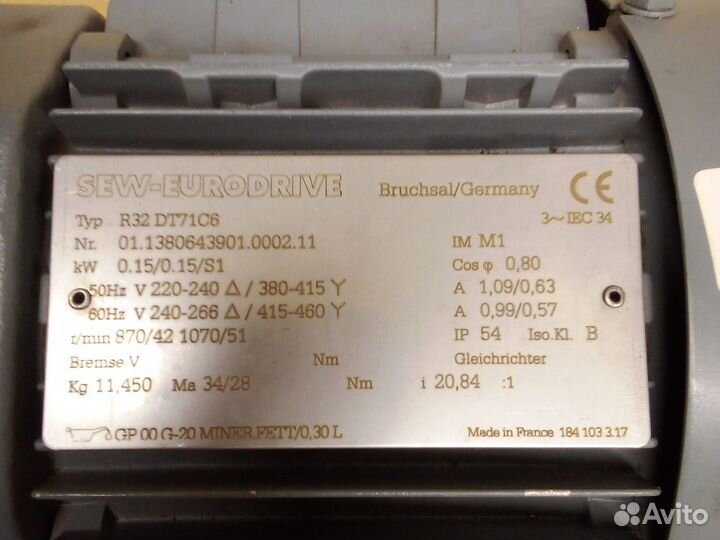 SEW-EURODRIVE Bruchsal/Germany CE
Typ R32 DT71C6 3~IEC 34
Nr. 01.1380643901.0002.11 IM M1
kW 0.15/0.15/S1 Cos φ 0,80
50Hz V 220-240 Δ / 380-415 Y A 1,09/0,63
60Hz V 240-266 Δ / 415-460 Y A 0,99/0,57
r/min 870/42 1070/51 IP 54 Iso.Kl. B
Bremse V Nm Gleichrichter
Kg 11,450 Ma 34/28 Nm i 20,84 :1
GP 00 G-20 MINER.FETT/0,30 L Made in France 184 103 3.17
Avito